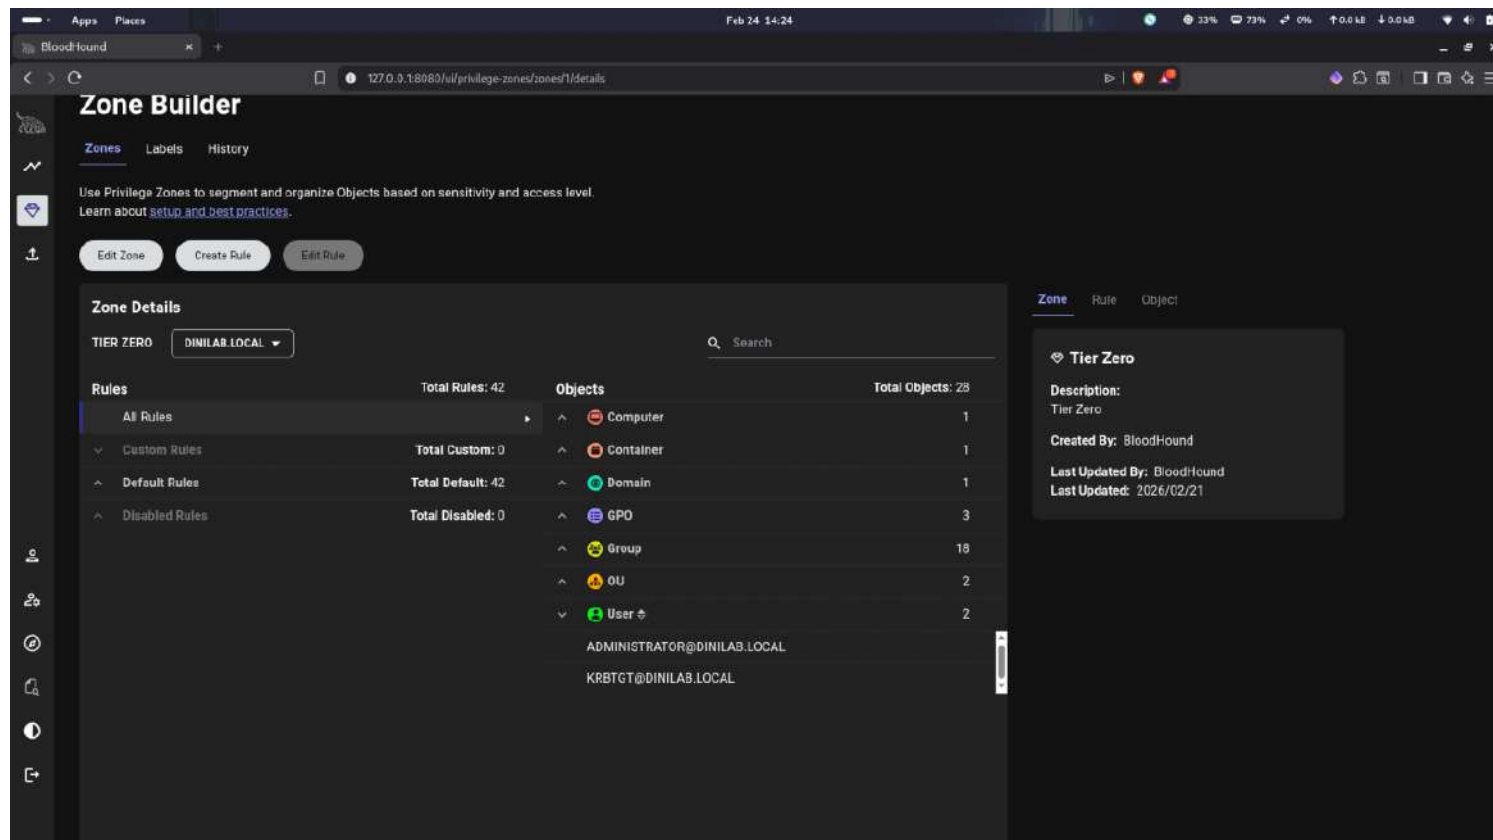 Apps Places Feb 24 14:24 33% 73% 0% ↑0.0 kB ↓0.0 kB
BloodHound × +
127.0.0.1:8080/ui/privilege-zones/zones/1/details
Zone Builder
Zones Labels History
Use Privilege Zones to segment and organize Objects based on sensitivity and access level.
Learn about setup and best practices.
Edit Zone Create Rule Edit Rule
Zone Details
TIER ZERO DINILAB.LOCAL Search
Rules Total Rules: 42
All Rules
Custom Rules Total Custom: 0
Default Rules Total Default: 42
Disabled Rules Total Disabled: 0
Objects Total Objects: 28
Computer 1
Container 1
Domain 1
GPO 3
Group 18
OU 2
User 2
ADMINISTRATOR@DINILAB.LOCAL
KRBTGT@DINILAB.LOCAL
Zone Rule Object
Tier Zero
Description:
Tier Zero
Created By: BloodHound
Last Updated By: BloodHound
Last Updated: 2026/02/21